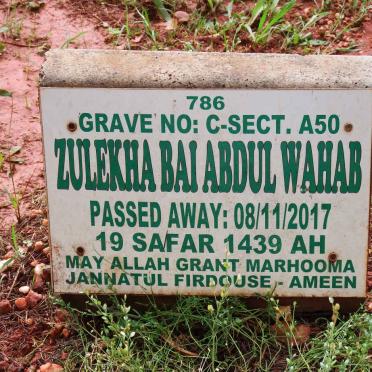 786
GRAVE NO: C-SECT. A50
ZULEKHA BAI ABDUL WAHAB
PASSED AWAY: 08/11/2017
19 SAFAR 1439 AH
MAY ALLAH GRANT MARHOOMA
JANNATUL FIRDOUSE - AMEEN